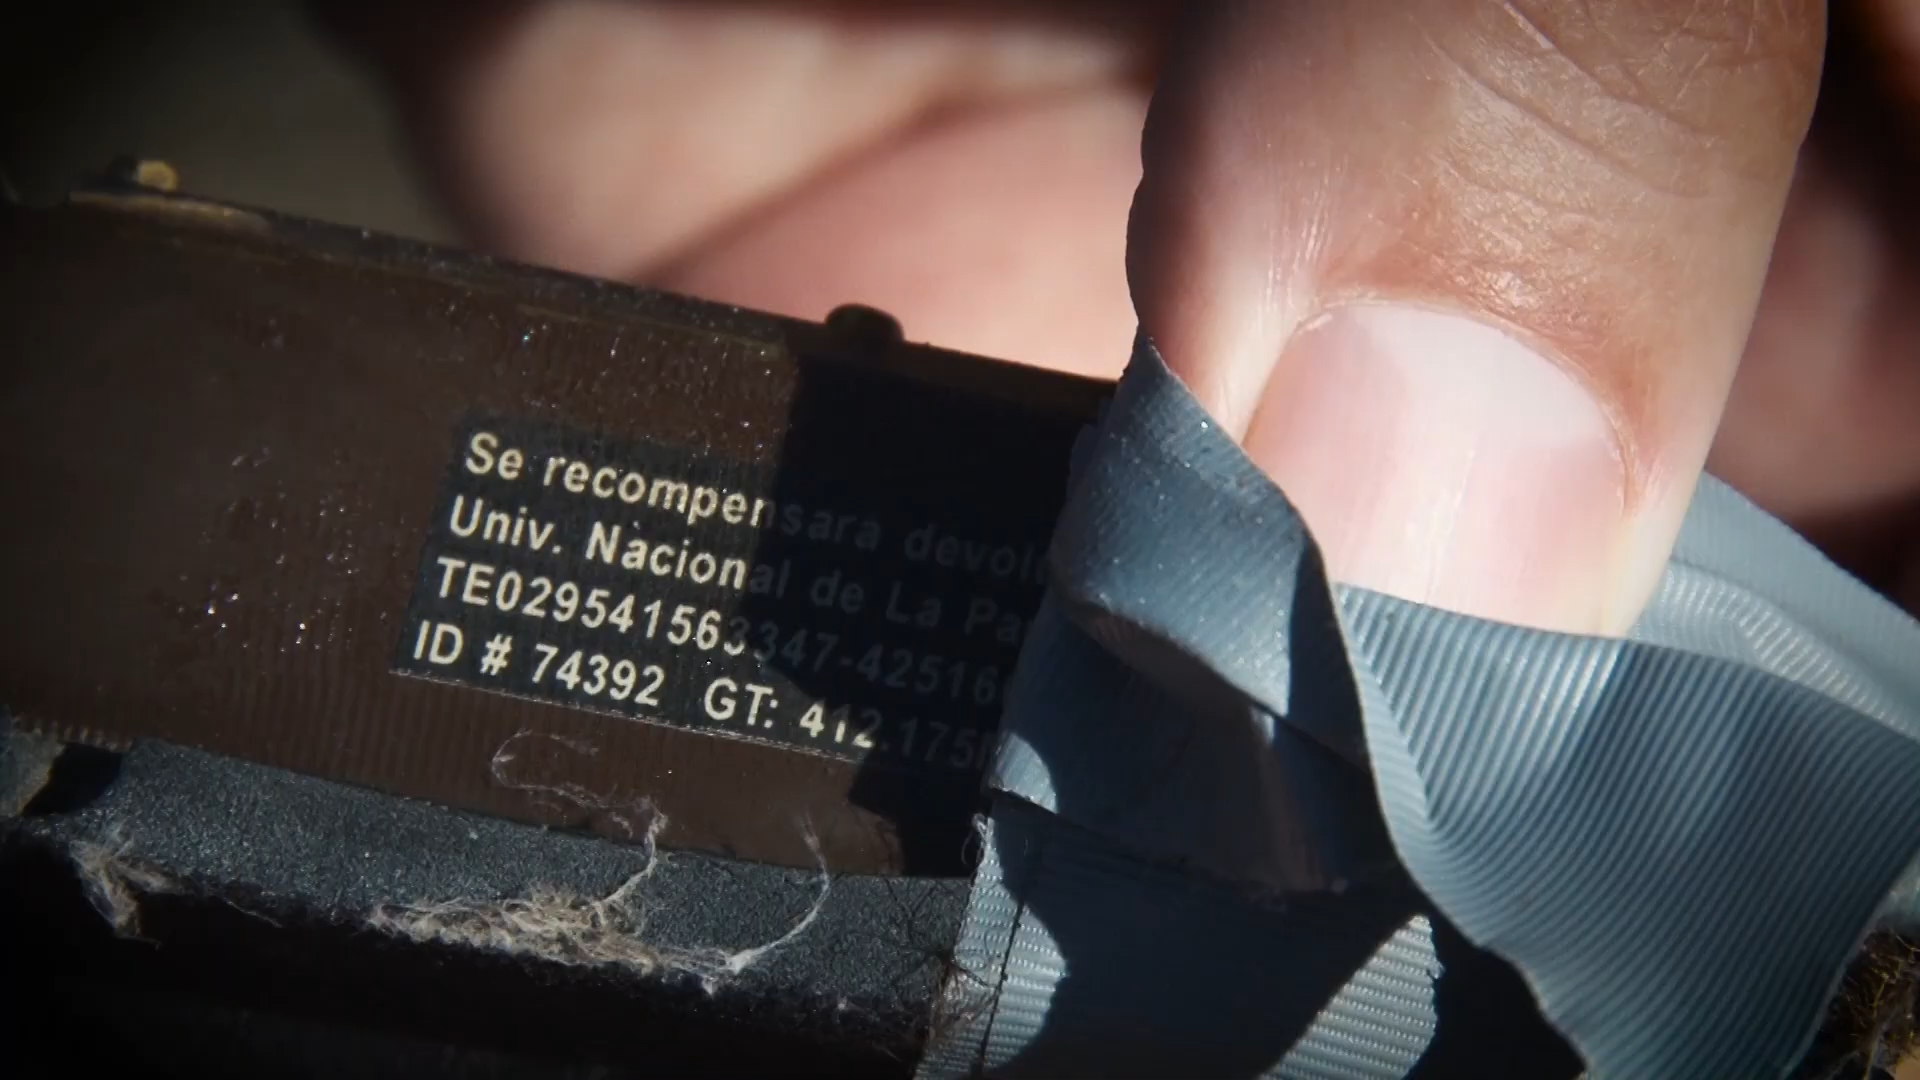 Se recompensara devol
Univ. Nacional de La Pa
TE0295415633347-42516
ID # 74392 GT: 412.175